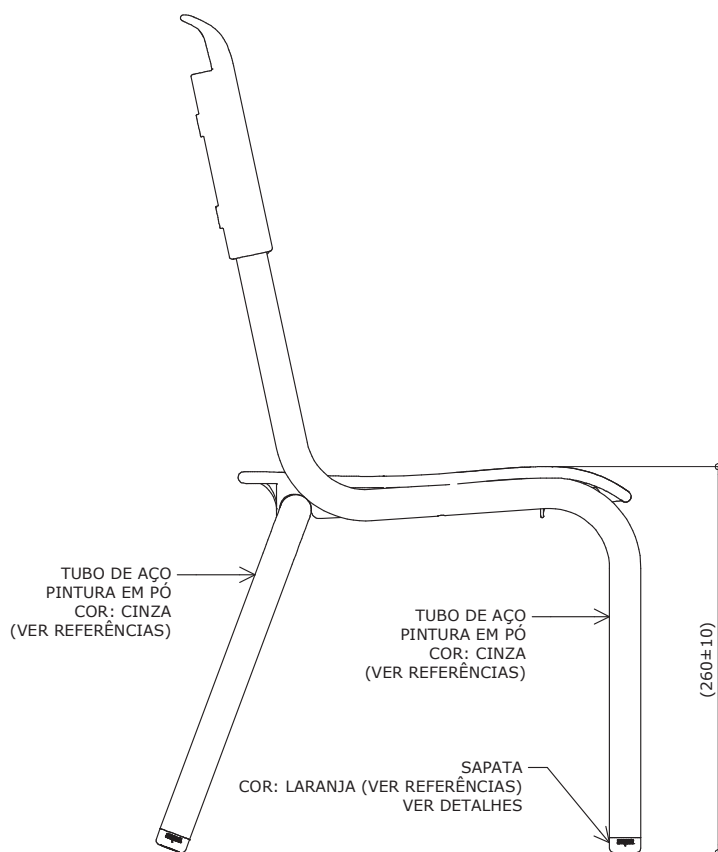 TUBO DE AÇO
PINTURA EM PÓ
COR: CINZA
(VER REFERÊNCIAS)
TUBO DE AÇO
PINTURA EM PÓ
COR: CINZA
(VER REFERÊNCIAS)
(260±10)
SAPATA
COR: LARANJA (VER REFERÊNCIAS)
VER DETALHES